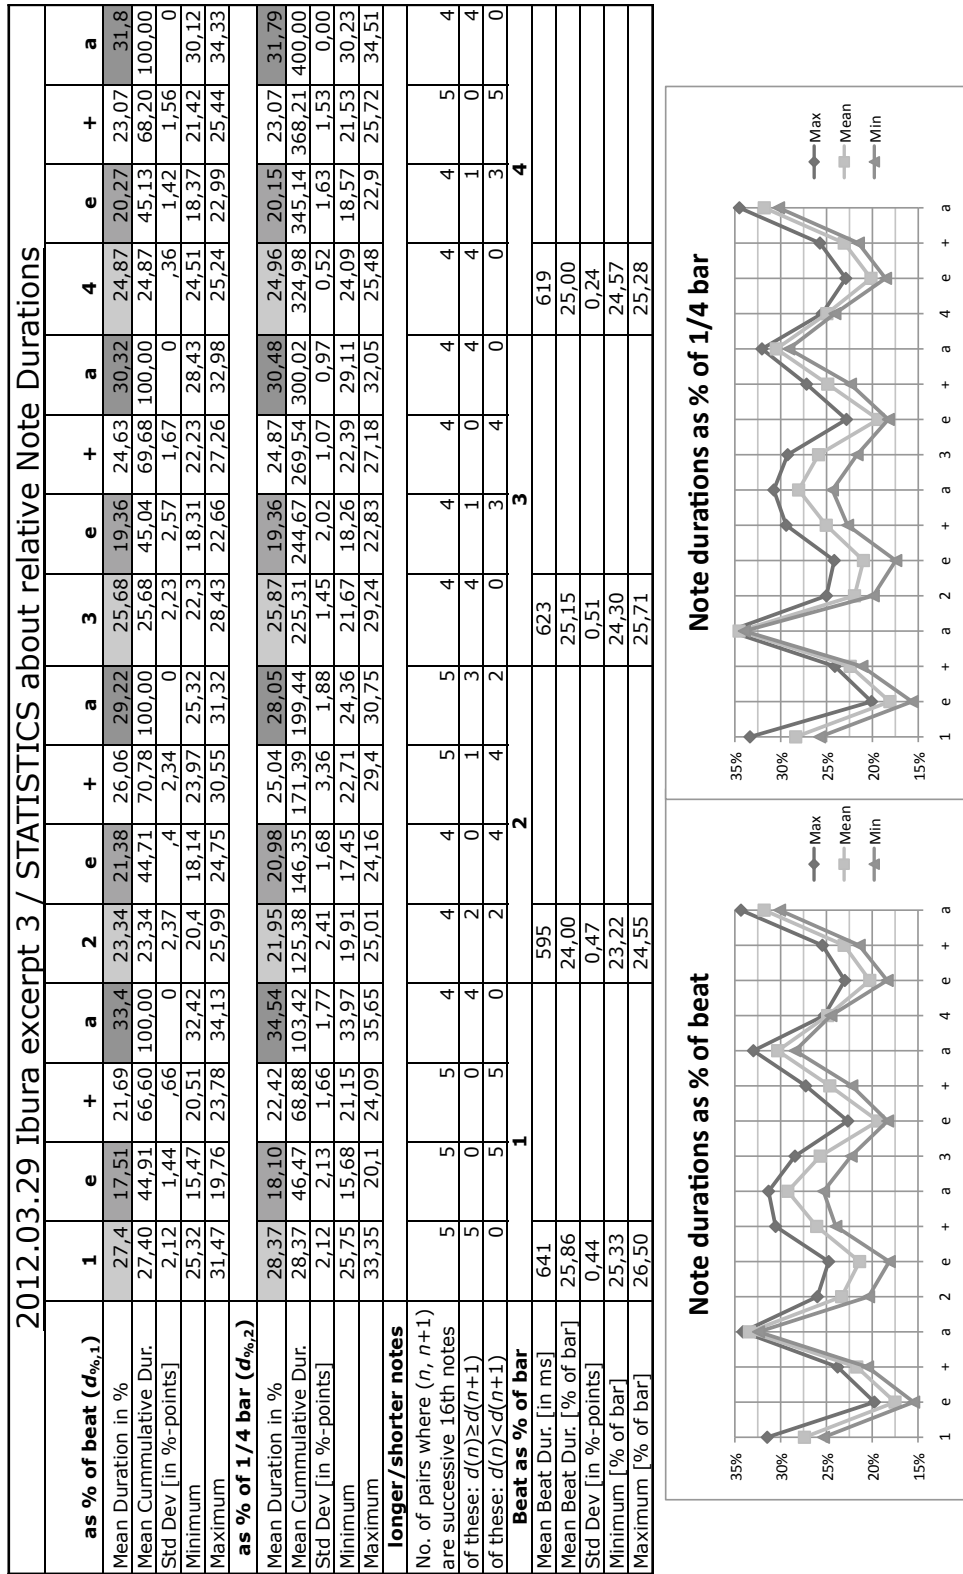 2012.03.29 Ibura excerpt 3 / STATISTICS about relative Note Durations
as % of beat (d%,1) 1 e + a 2 e + a 3 e + a 4 e + a
Mean Duration in % 27,4 17,51 21,69 33,4 23,34 21,38 26,06 29,22 25,68 19,36 24,63 30,32 24,87 20,27 23,07 31,8
Mean Cummulative Dur. 27,40 44,91 66,60 100,00 23,34 44,71 70,78 100,00 25,68 45,04 69,68 100,00 24,87 45,13 68,20 100,00
Std Dev [in %-points] 2,12 1,44 ,66 0 2,37 ,4 2,34 0 2,23 2,57 1,67 0 ,36 1,42 1,56 0
Minimum 25,32 15,47 20,51 32,42 20,4 18,14 23,97 25,32 22,3 18,31 22,23 28,43 24,51 18,37 21,42 30,12
Maximum 31,47 19,76 23,78 34,13 25,99 24,75 30,55 31,32 28,43 22,66 27,26 32,98 25,24 22,99 25,44 34,33
as % of 1/4 bar (d%,2)
Mean Duration in % 28,37 18,10 22,42 34,54 21,95 20,98 25,04 28,05 25,87 19,36 24,87 30,48 24,96 20,15 23,07 31,79
Mean Cummulative Dur. 28,37 46,47 68,88 103,42 125,38 146,35 171,39 199,44 225,31 244,67 269,54 300,02 324,98 345,14 368,21 400,00
Std Dev [in %-points] 2,12 2,13 1,66 1,77 2,41 1,68 3,36 1,88 1,45 2,02 1,07 0,97 0,52 1,63 1,53 0,00
Minimum 25,75 15,68 21,15 33,97 19,91 17,45 22,71 24,36 21,67 18,26 22,39 29,11 24,09 18,57 21,53 30,23
Maximum 33,35 20,1 24,09 35,65 25,01 24,16 29,4 30,75 29,24 22,83 27,18 32,05 25,48 22,9 25,72 34,51
longer/shorter notes
No. of pairs where (n, n+1)
are successive 16th notes 5 5 5 4 4 4 5 5 4 4 4 4 4 4 5 4
of these: d(n)≥d(n+1) 5 0 0 4 2 0 1 3 4 1 0 4 4 1 0 4
of these: d(n)<d(n+1) 0 5 5 0 2 4 4 2 0 3 4 0 0 3 5 0
Beat as % of bar 1 2 3 4
Mean Beat Dur. [in ms] 641 595 623 619
Mean Beat Dur. [% of bar] 25,86 24,00 25,15 25,00
Std Dev [in %-points] 0,44 0,47 0,51 0,24
Minimum [% of bar] 25,33 23,22 24,30 24,57
Maximum [% of bar] 26,50 24,55 25,71 25,28
Note durations as % of beat
35%
30%
25%
20%
15%
1 e + a 2 e + a 3 e + a 4 e + a
Max
Mean
Min
Note durations as % of 1/4 bar
35%
30%
25%
20%
15%
1 e + a 2 e + a 3 e + a 4 e + a
Max
Mean
Min